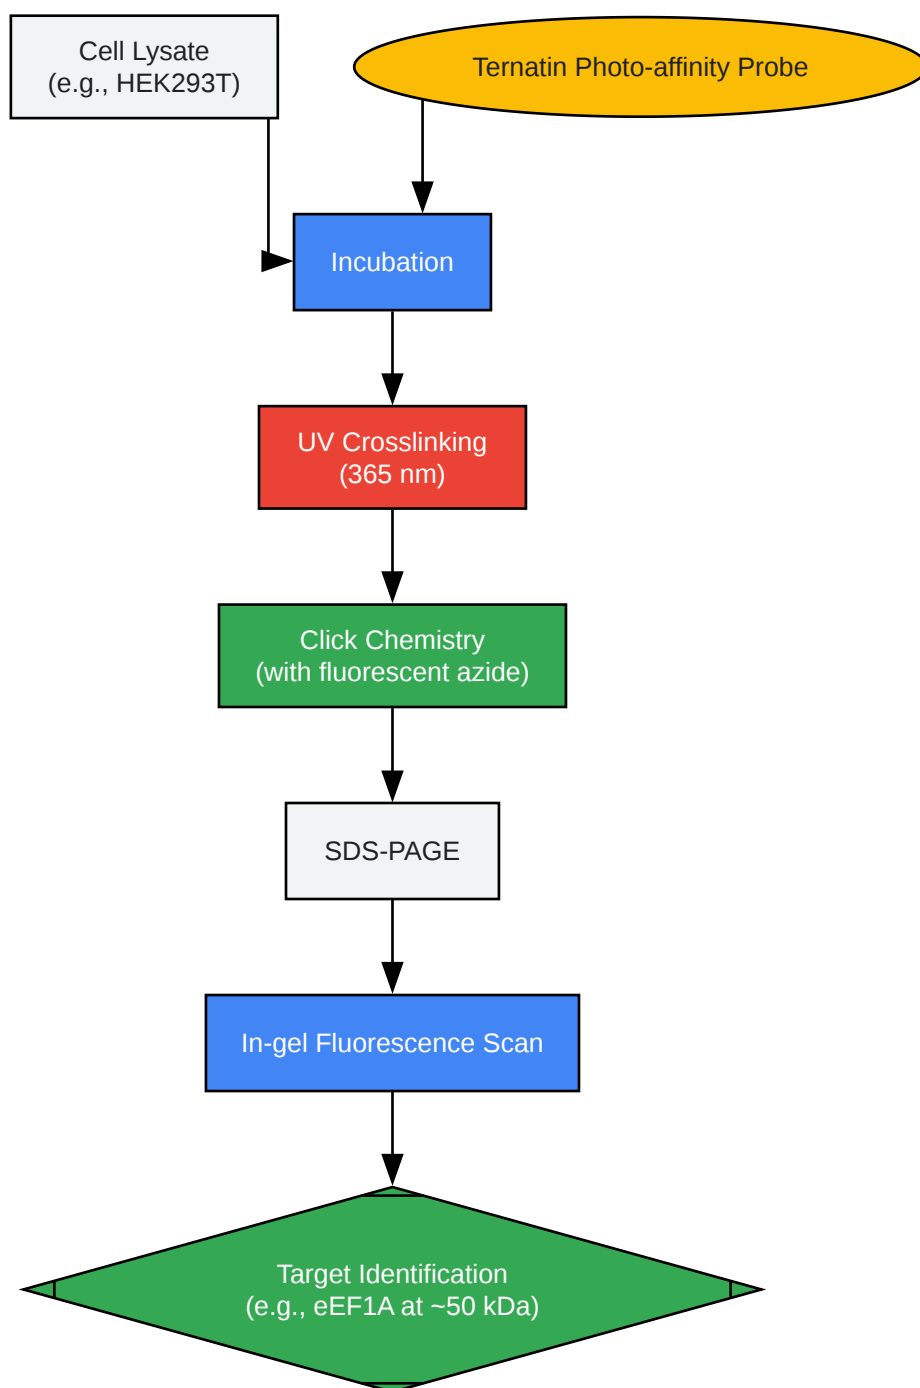 Cell Lysate
(e.g., HEK293T)
Ternatin Photo-affinity Probe
Incubation
UV Crosslinking
(365 nm)
Click Chemistry
(with fluorescent azide)
SDS-PAGE
In-gel Fluorescence Scan
Target Identification
(e.g., eEF1A at ~50 kDa)